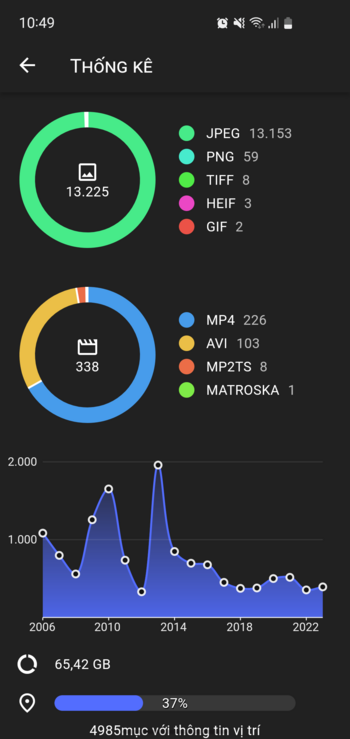 10:49
THỐNG KÊ
JPEG 13.153
PNG 59
13.225
TIFF 8
HEIF 3
GIF 2
MP4 226
AVI 103
338
MP2TS 8
MATROSKA 1
2.000
1.000
2006 2010 2014 2018 2022
65,42 GB
37%
4985mục với thông tin vị trí